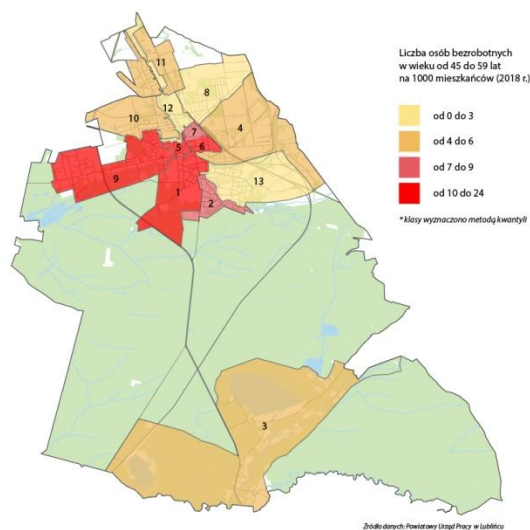 Liczba osób bezrobotnych
w wieku od 45 do 59 lat
na 1000 mieszkańców (2018 r.)
od 0 do 3
od 4 do 6
od 7 do 9
od 10 do 24
* klasy wyznaczono metodą kwantyli
11
8
12
10
4
7
5
6
9
13
1
2
3
Źródło danych: Powiatowy Urząd Pracy w Lublińcu